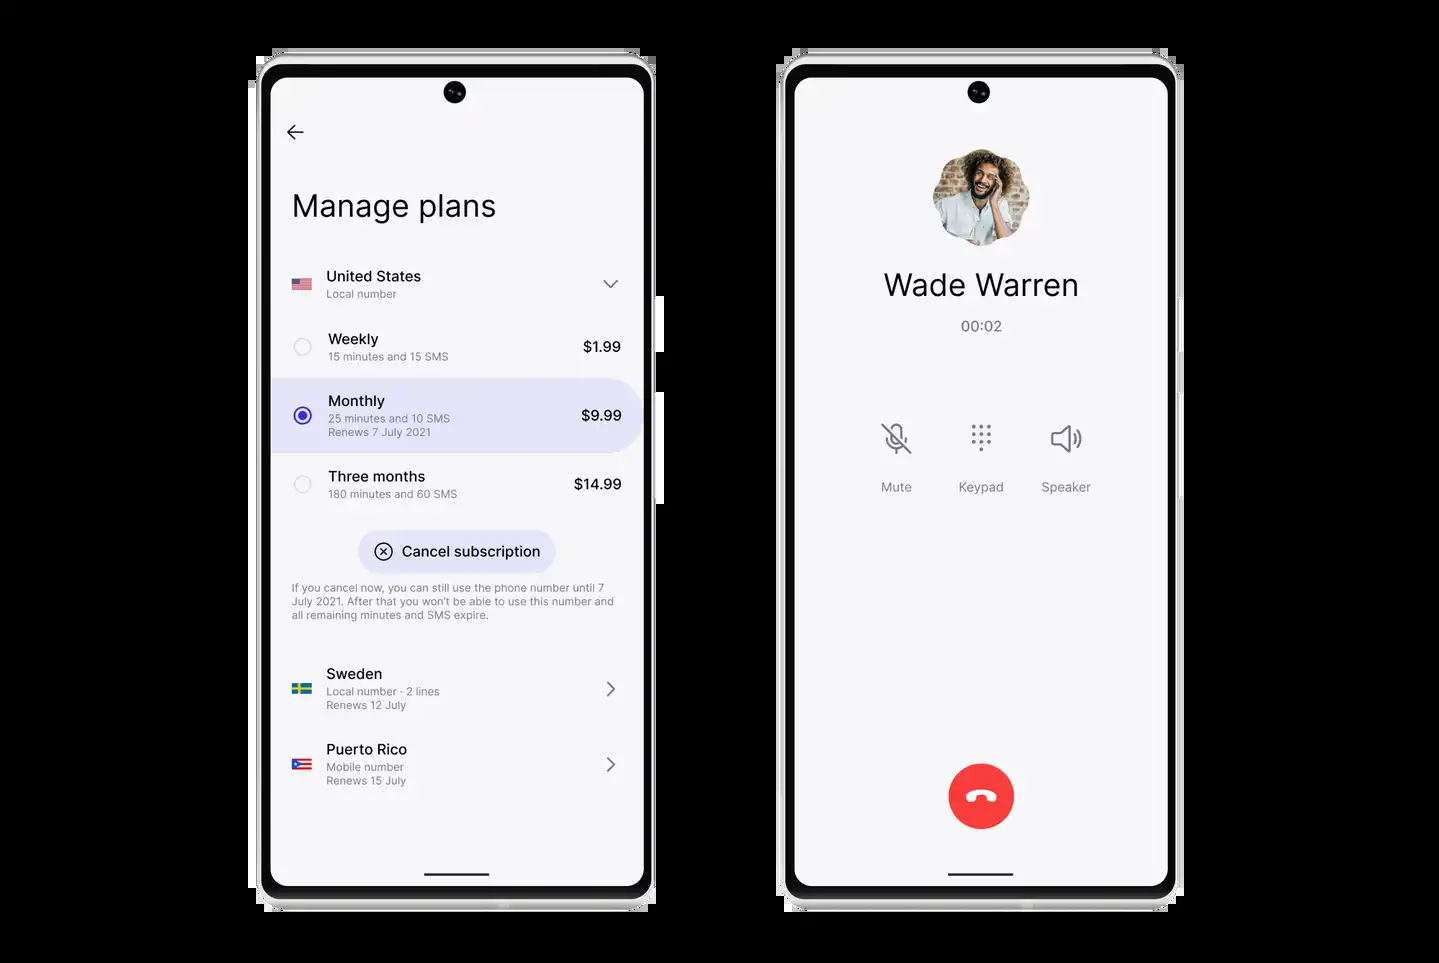 Manage plans
United States
Local number
Weekly
15 minutes and 15 SMS
$1.99
Monthly
25 minutes and 10 SMS
Renews 7 July 2021
$9.99
Three months
180 minutes and 60 SMS
$14.99
Cancel subscription
If you cancel now, you can still use the phone number until 7
July 2021. After that you won't be able to use this number and
all remaining minutes and SMS expire.
Sweden
Local number · 2 lines
Renews 12 July
Puerto Rico
Mobile number
Renews 15 July
Wade Warren
00:02
Mute
Keypad
Speaker